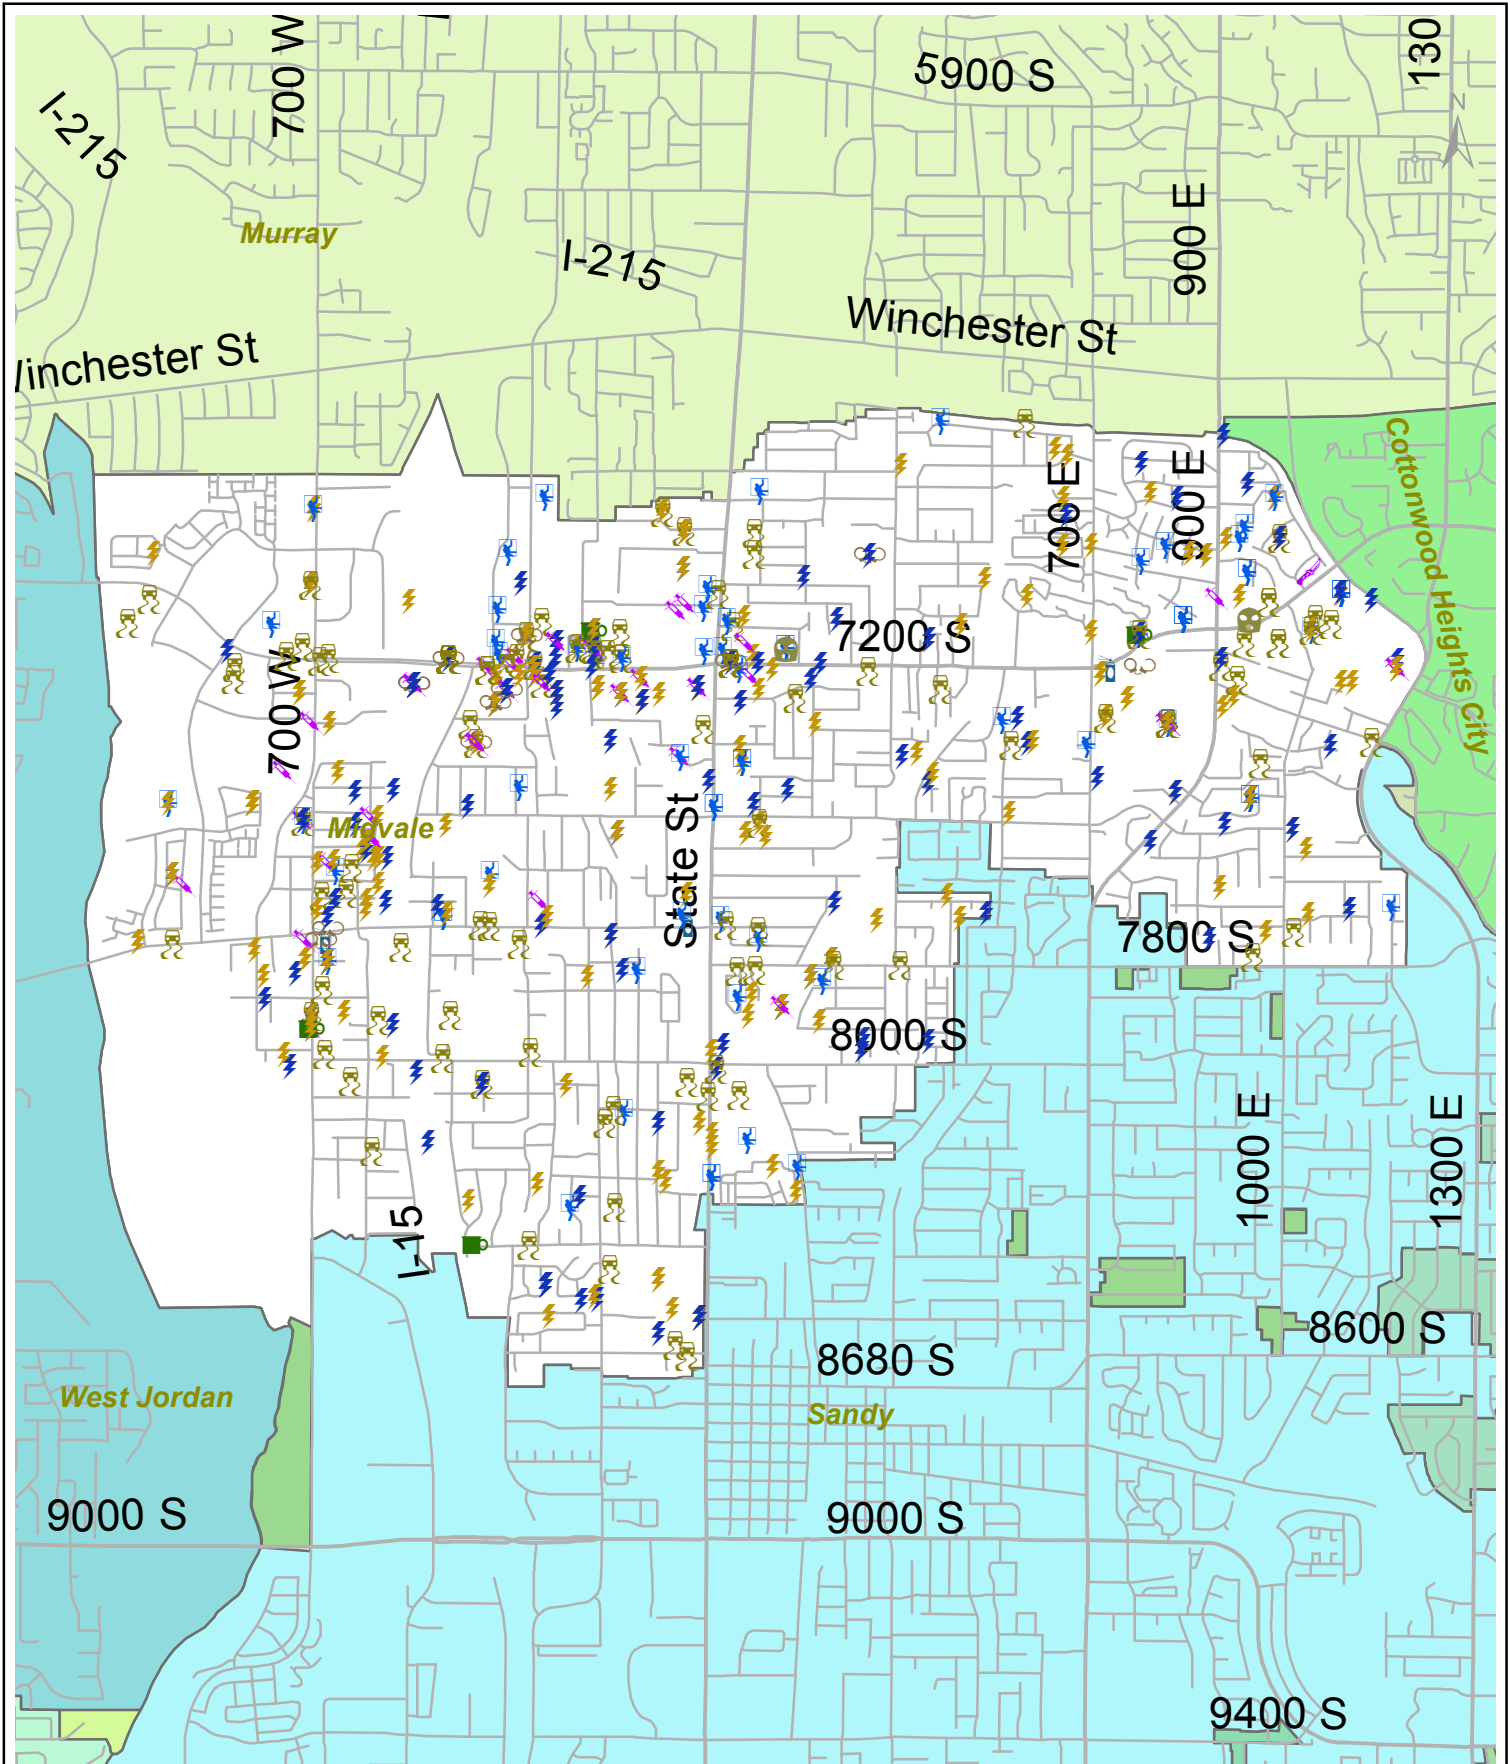 700 W
5900 S
130
I-215
N
Murray
900 E
I-215
Winchester St
Winchester St
Cottonwood Heights City
700 E
900 E
7200 S
700 W
Midvale
State St
7800 S
8000 S
1000 E
1300 E
I-15
8600 S
8680 S
West Jordan
Sandy
9000 S
9000 S
9400 S